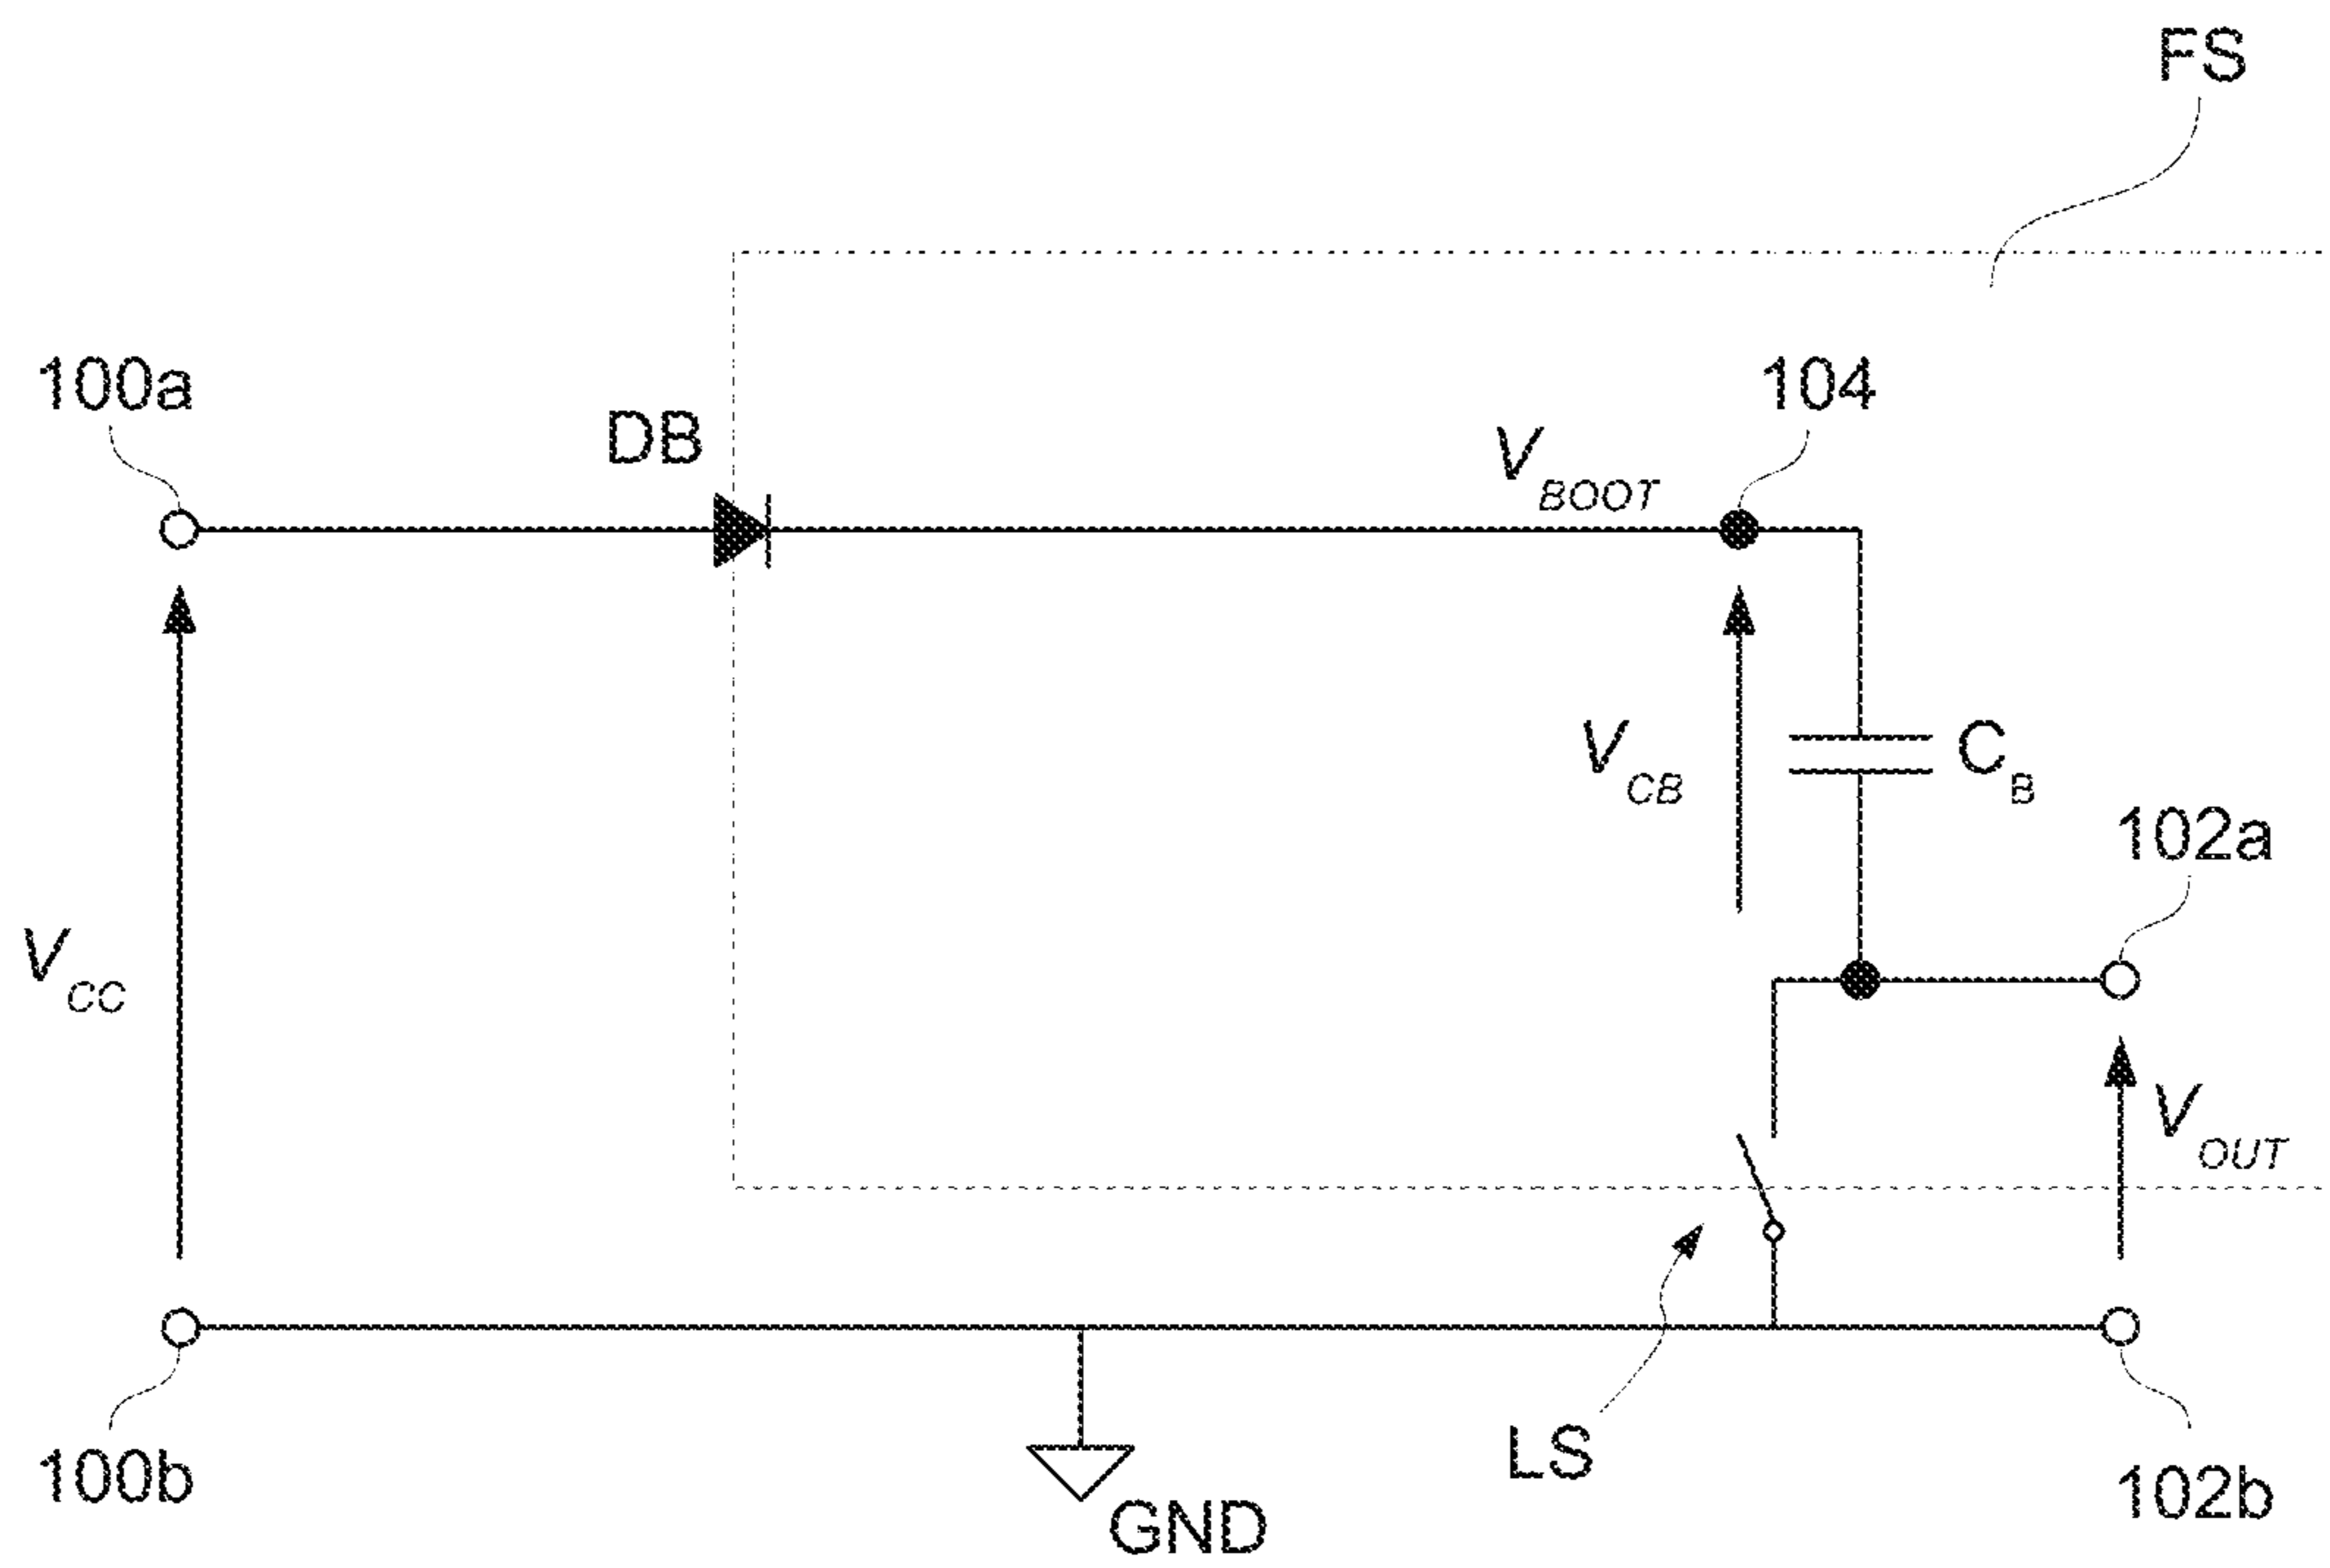 FS
100a
DB
V_BOOT
104
V_CB
C_B
102a
V_CC
V_OUT
LS
100b
GND
102b